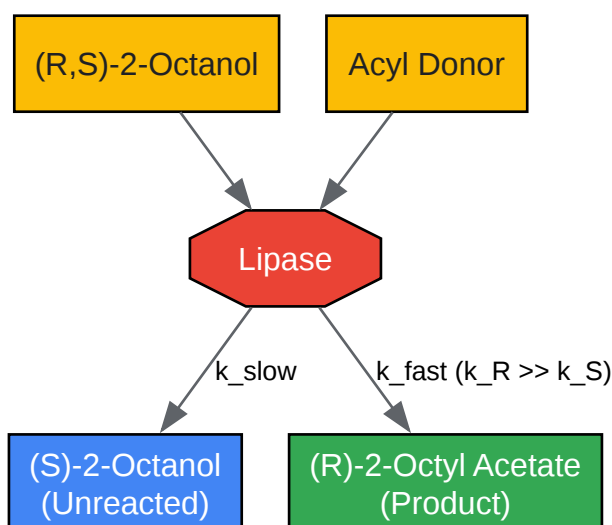 (R,S)-2-Octanol
Acyl Donor
Lipase
k_slow
k_fast (k_R >> k_S)
(S)-2-Octanol
(Unreacted)
(R)-2-Octyl Acetate
(Product)